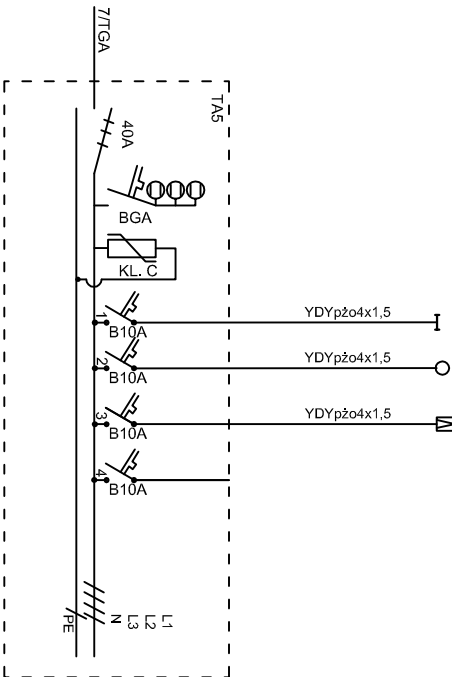 7/TGA
TA5
40A
BGA
KL. C
1
B10A
YDYpżo4x1,5
2
B10A
YDYpżo4x1,5
3
B10A
YDYpżo4x1,5
4
B10A
L1
L2
L3
N
PE